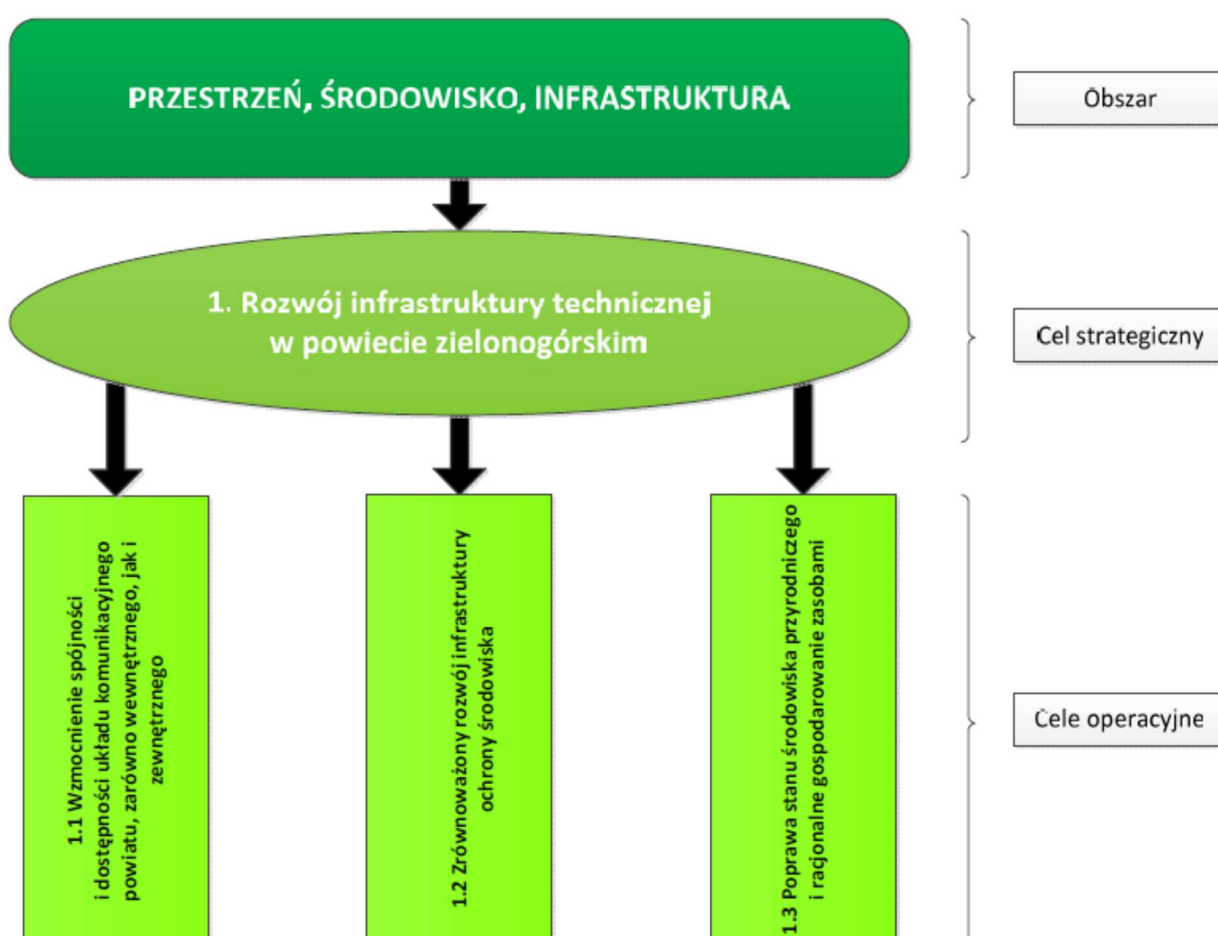 PRZESTRZEŃ, ŚRODOWISKO, INFRASTRUKTURA
Obszar
1. Rozwój infrastruktury technicznej
w powiecie zielonogórskim
Cel strategiczny
1.1 Wzmocnienie spójności
i dostępności układu komunikacyjnego
powiatu, zarówno wewnętrznego, jak i
zewnętrznego
1.2 Zrównoważony rozwój infrastruktury
ochrony środowiska
1.3 Poprawa stanu środowiska przyrodniczego
i racjonalne gospodarowanie zasobami
Cele operacyjne